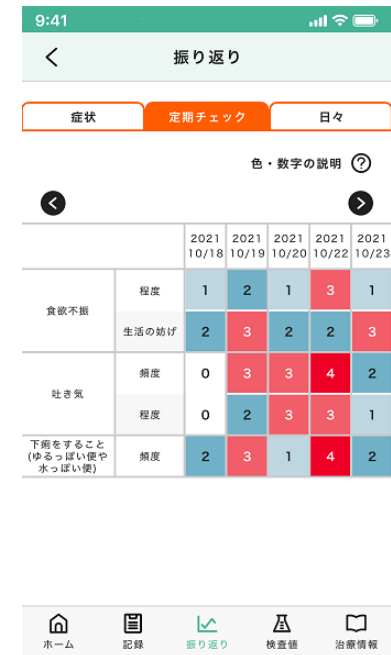 9:41
振り返り
症状
定期チェック
日々
色・数字の説明 ?
2021 2021 2021 2021 2021
10/18 10/19 10/20 10/22 10/23
食欲不振
程度 1 2 1 3 1
生活の妨げ 2 3 2 2 3
吐き気
頻度 0 3 3 4 2
程度 0 2 3 3 1
下痢をすること
(ゆるっぽい便や
水っぽい便)
頻度 2 3 1 4 2
ホーム 記録 振り返り 検査値 治療情報